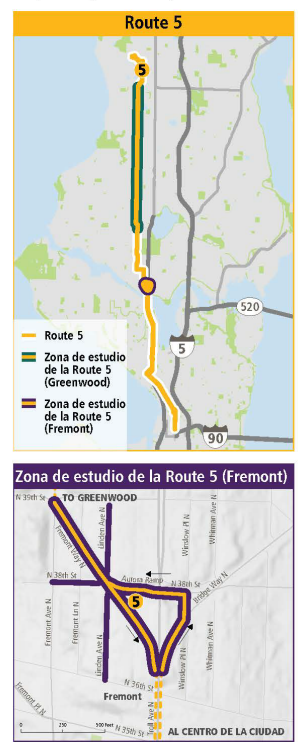 Route 5
5
520
5
90
Route 5
Zona de estudio
de la Route 5
(Greenwood)
Zona de estudio
de la Route 5
(Fremont)
Zona de estudio de la Route 5 (Fremont)
N 39th St
TO GREENWOOD
Fremont Way N
Linden Ave N
Winslow Pl N
Whitman Ave N
N 38th St
Aurora Ramp
N 38th St
Bridge Way N
5
Fremont Ave N
Fremont Ln N
Linden Ave N
Winslow Pl N
Whitman Ave N
N 36th St
Fremont
Fremont Pl N
Troll Ave N
0 250 500 feet
N 35th St
AL CENTRO DE LA CIUDAD